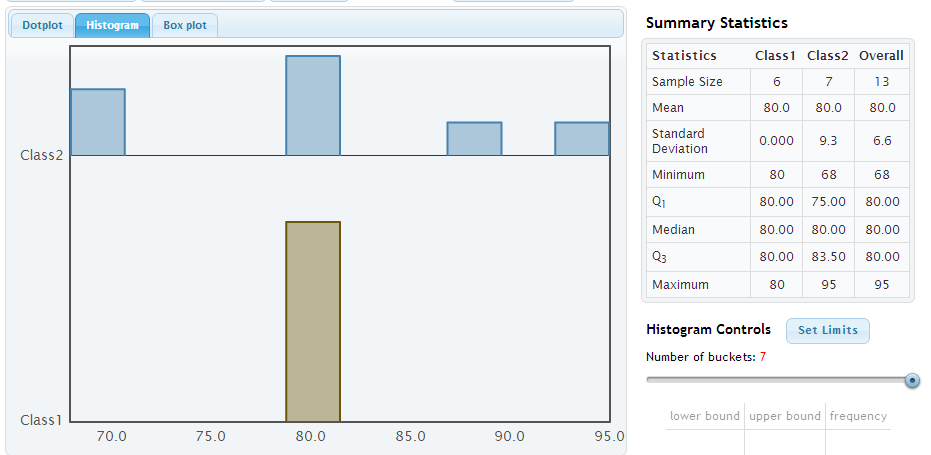 Dotplot Histogram Box plot
Class2
Class1
70.0 75.0 80.0 85.0 90.0 95.0
Summary Statistics
Statistics Class1 Class2 Overall
Sample Size 6 7 13
Mean 80.0 80.0 80.0
Standard
Deviation 0.000 9.3 6.6
Minimum 80 68 68
Q1 80.00 75.00 80.00
Median 80.00 80.00 80.00
Q3 80.00 83.50 80.00
Maximum 80 95 95
Histogram Controls Set Limits
Number of buckets: 7
lower bound upper bound frequency